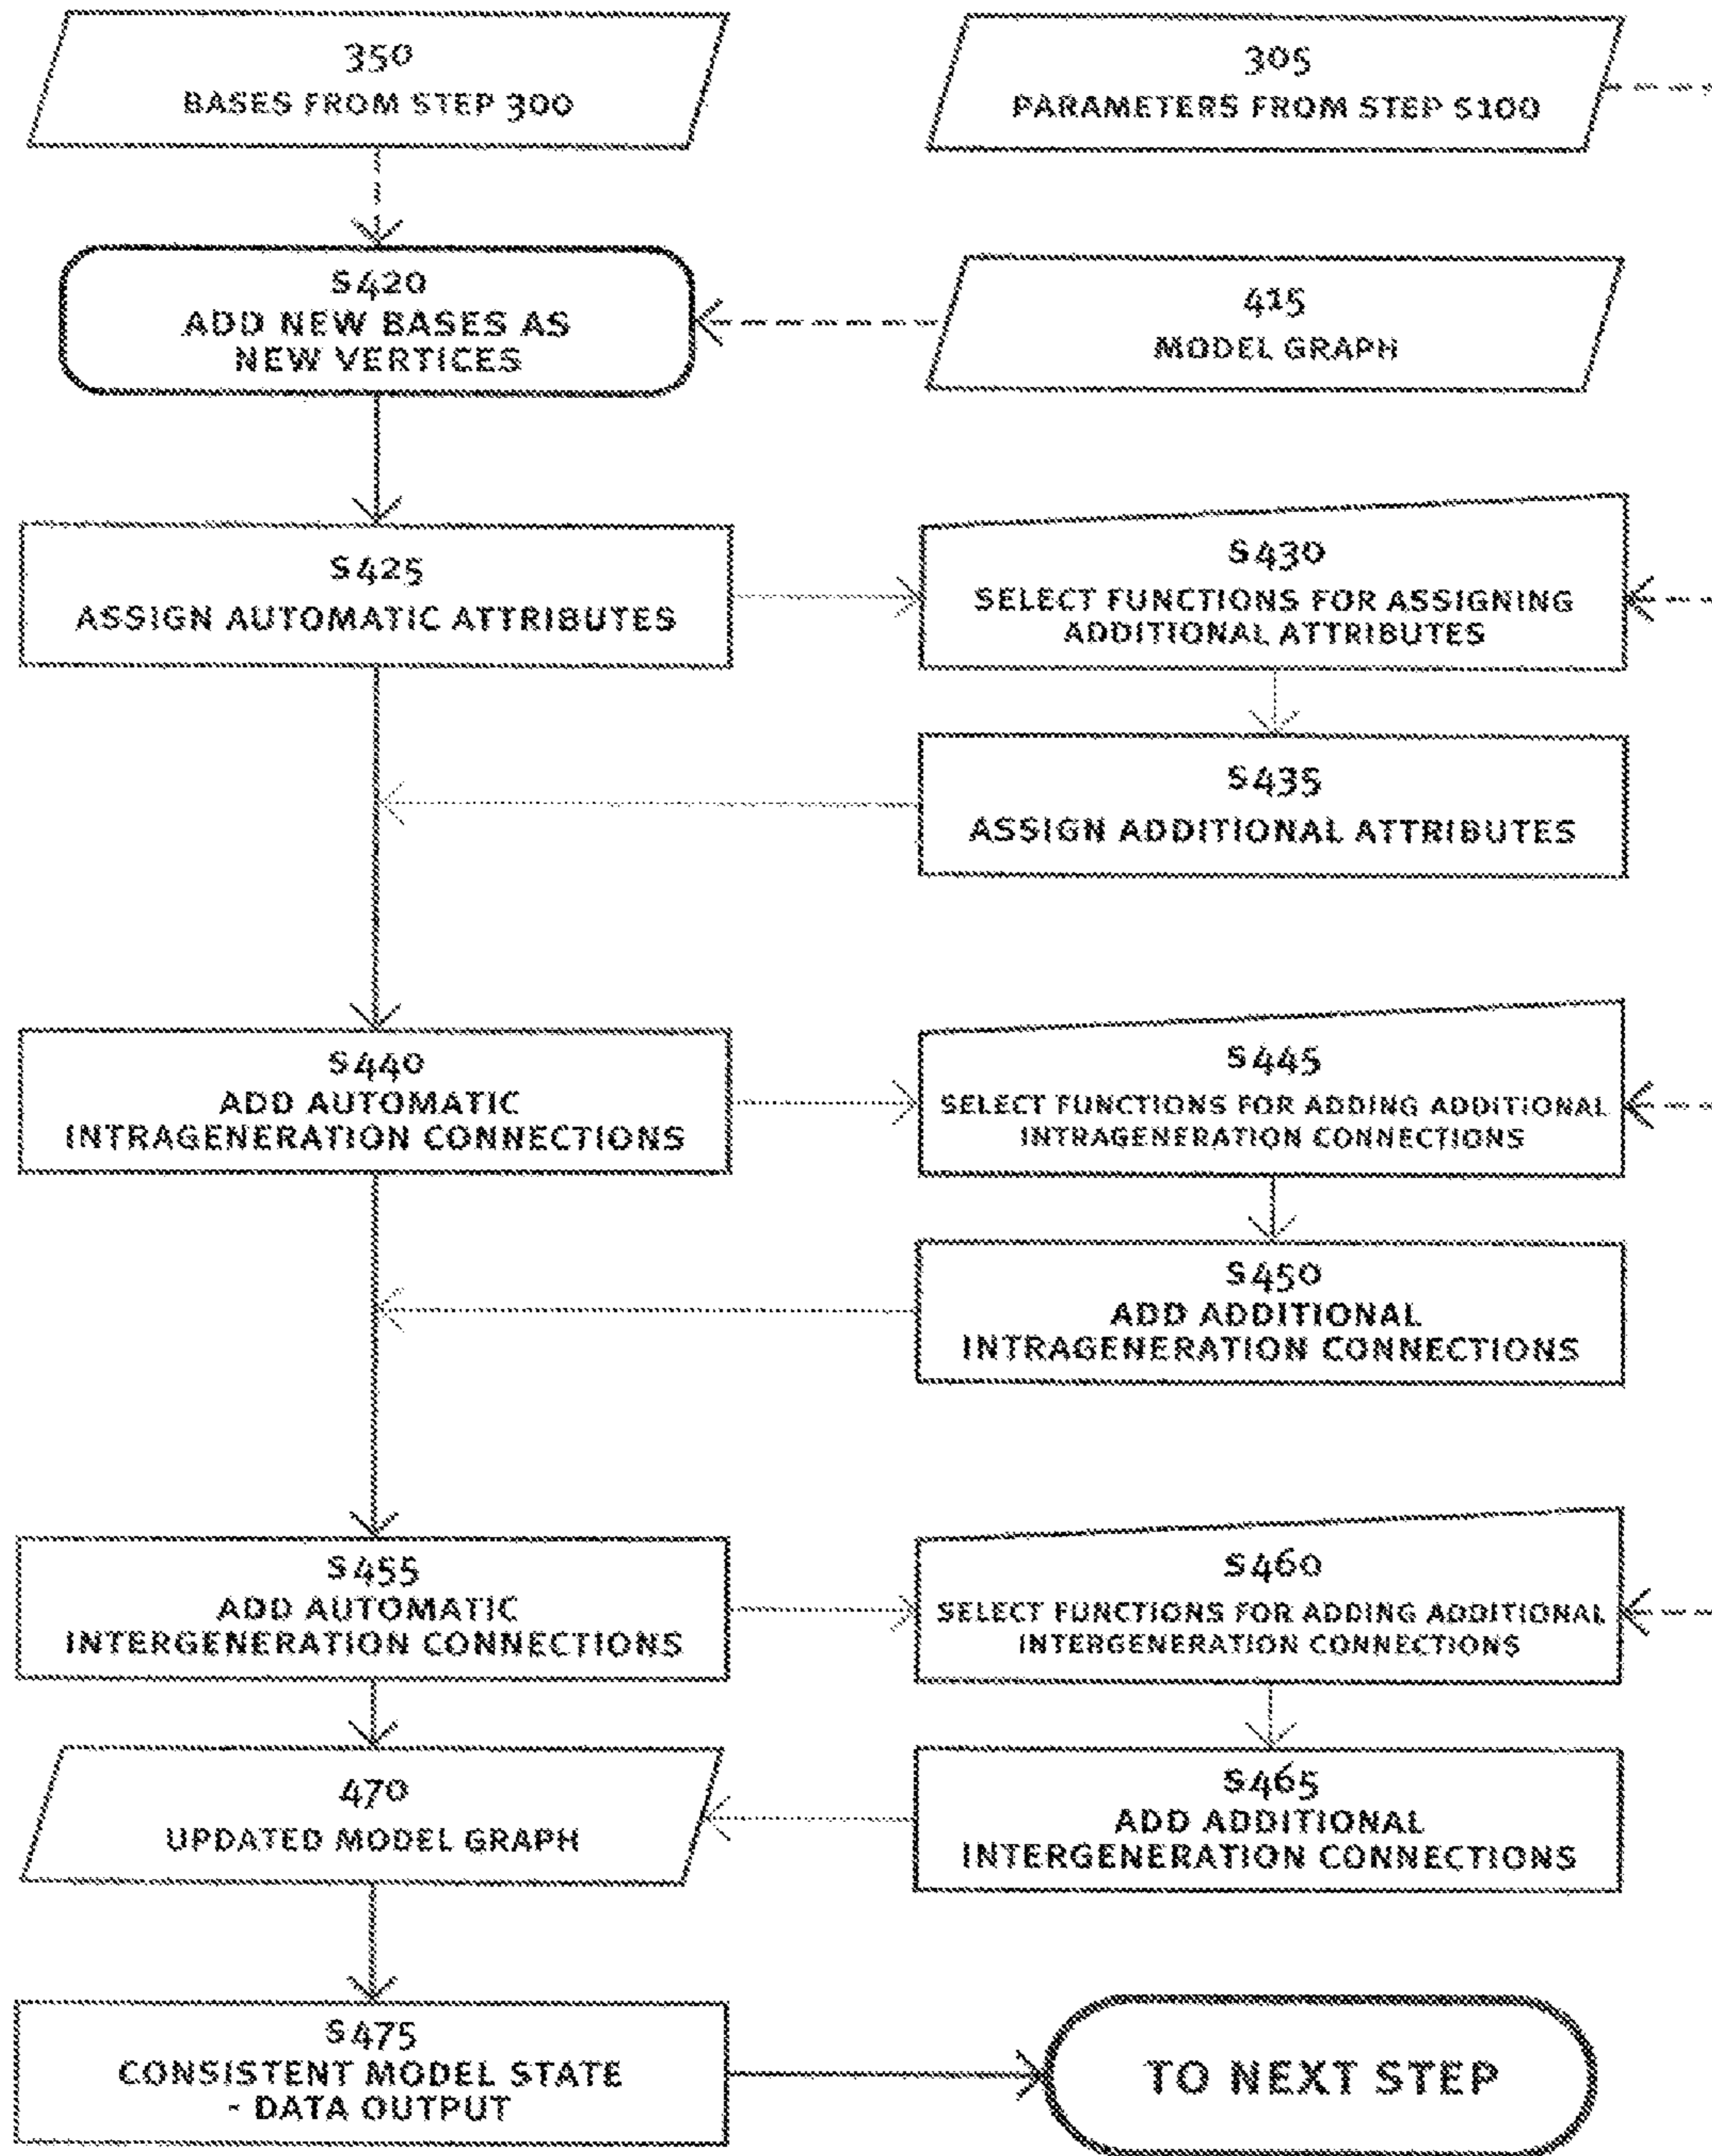 350
BASES FROM STEP 300
305
PARAMETERS FROM STEP S100
S420
ADD NEW BASES AS
NEW VERTICES
415
MODEL GRAPH
S425
ASSIGN AUTOMATIC ATTRIBUTES
S430
SELECT FUNCTIONS FOR ASSIGNING
ADDITIONAL ATTRIBUTES
S435
ASSIGN ADDITIONAL ATTRIBUTES
S440
ADD AUTOMATIC
INTRAGENERATION CONNECTIONS
S445
SELECT FUNCTIONS FOR ADDING ADDITIONAL
INTRAGENERATION CONNECTIONS
S450
ADD ADDITIONAL
INTRAGENERATION CONNECTIONS
S455
ADD AUTOMATIC
INTERGENERATION CONNECTIONS
S460
SELECT FUNCTIONS FOR ADDING ADDITIONAL
INTERGENERATION CONNECTIONS
470
UPDATED MODEL GRAPH
S465
ADD ADDITIONAL
INTERGENERATION CONNECTIONS
S475
CONSISTENT MODEL STATE
- DATA OUTPUT
TO NEXT STEP